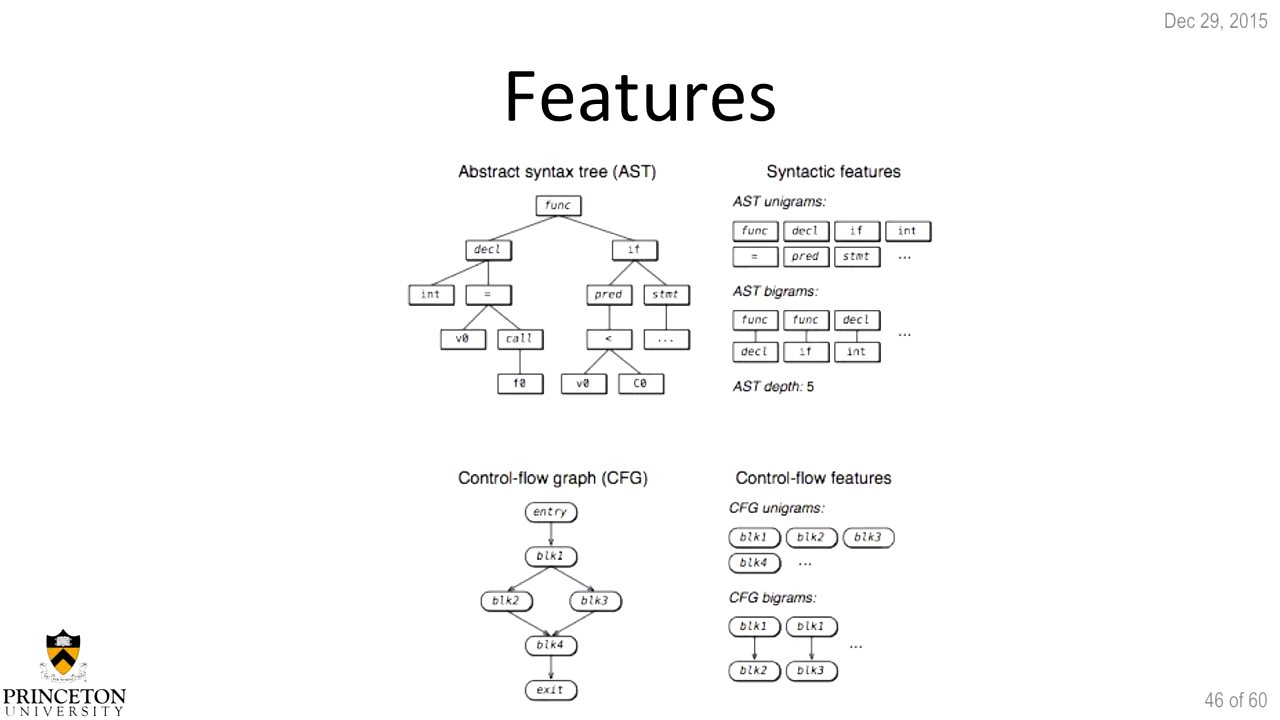 Dec 29, 2015
Features
Abstract syntax tree (AST)
func
decl if
int = pred stmt
v0 call < ...
f0 v0 C0
Syntactic features
AST unigrams:
func decl if int
= pred stmt ...
AST bigrams:
func func decl
...
decl if int
AST depth: 5
Control-flow graph (CFG)
entry
blk1
blk2 blk3
blk4
exit
Control-flow features
CFG unigrams:
blk1 blk2 blk3
blk4 ...
CFG bigrams:
blk1 blk1
...
blk2 blk3
PRINCETON
UNIVERSITY
46 of 60